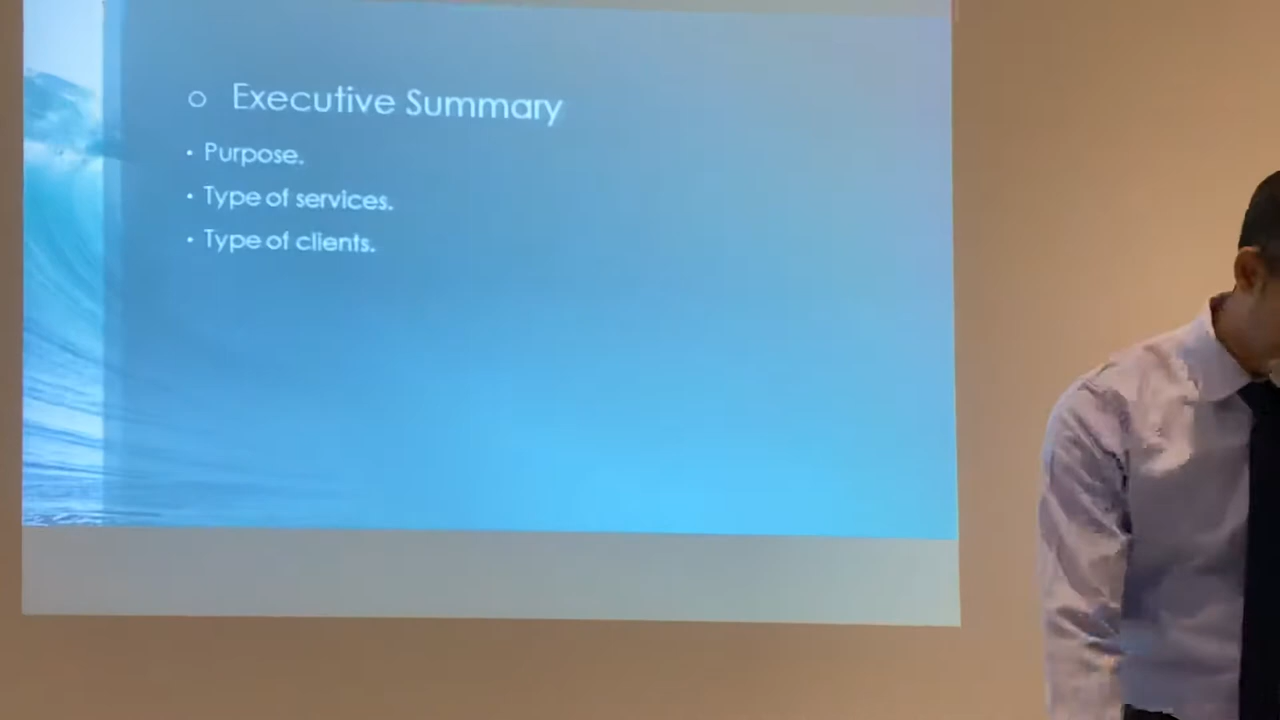 Executive Summary
Purpose.
Type of services.
Type of clients.